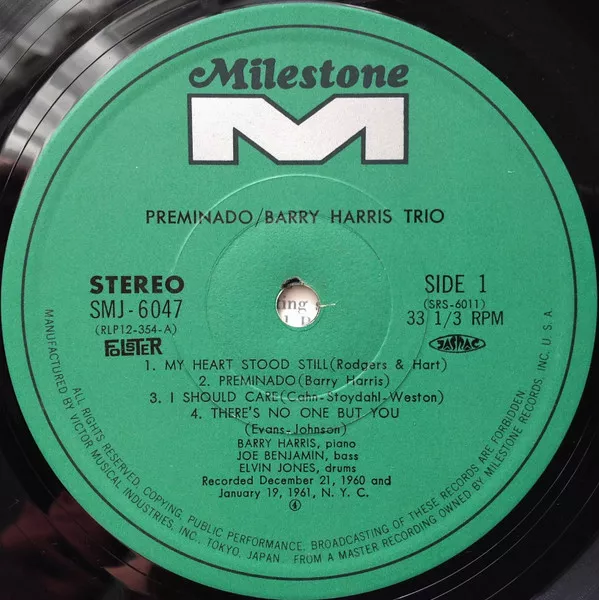 Milestone
M
PREMINADO/BARRY HARRIS TRIO
STEREO
SMJ-6047
(RLP12-354-A)
FOLSTER
SIDE 1
(SRS-6011)
33 1/3 RPM
JASRAC
1. MY HEART STOOD STILL(Rodgers & Hart)
2. PREMINADO(Barry Harris)
3. I SHOULD CARE(Cahn-Stoydahl-Weston)
4. THERE'S NO ONE BUT YOU
(Evans-Johnson)
BARRY HARRIS, piano
JOE BENJAMIN, bass
ELVIN JONES, drums
Recorded December 21, 1960 and
January 19, 1961, N. Y. C.
4
ALL RIGHTS RESERVED, COPYING, PUBLIC PERFORMANCE, BROADCASTING OF THESE RECORDS ARE FORBIDDEN
MANUFACTURED BY VICTOR MUSICAL INDUSTRIES, INC., TOKYO, JAPAN. FROM A MASTER RECORDING OWNED BY MILESTONE RECORDS, INC. U.S.A.